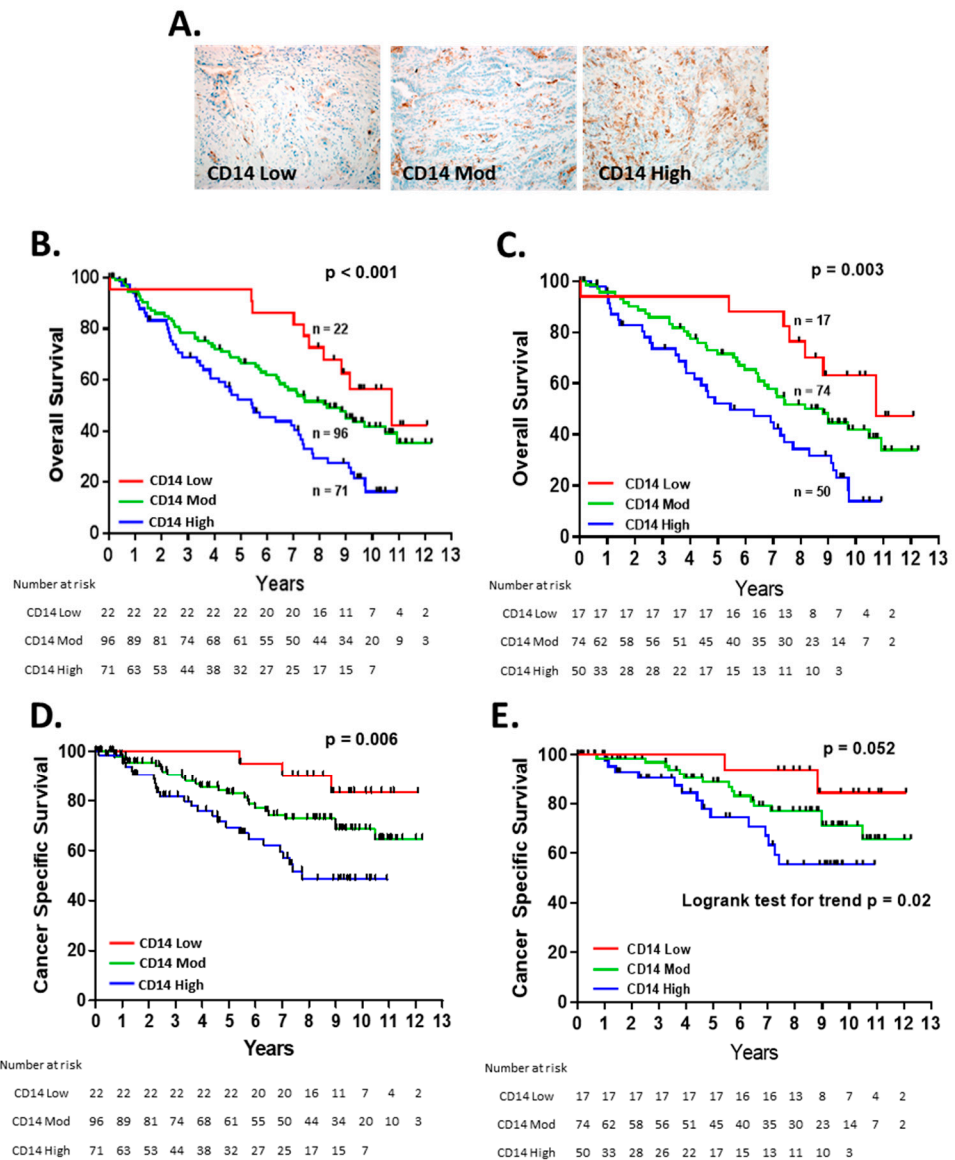 A.
CD14 Low
CD14 Mod
CD14 High
B.
p < 0.001
Overall Survival
100
80
60
40
20
0
n = 22
n = 96
n = 71
CD14 Low
CD14 Mod
CD14 High
0 1 2 3 4 5 6 7 8 9 10 11 12 13
Years
Number at risk
CD14 Low 22 22 22 22 22 22 20 20 16 11 7 4 2
CD14 Mod 96 89 81 74 68 61 55 50 44 34 20 9 3
CD14 High 71 63 53 44 38 32 27 25 17 15 7
C.
p = 0.003
Overall Survival
100
80
60
40
20
0
n = 17
n = 74
n = 50
CD14 Low
CD14 Mod
CD14 High
0 1 2 3 4 5 6 7 8 9 10 11 12 13
Years
Number at risk
CD14 Low 17 17 17 17 17 17 16 16 13 8 7 4 2
CD14 Mod 74 62 58 56 51 45 40 35 30 23 14 7 2
CD14 High 50 33 28 28 22 17 15 13 11 10 3
D.
p = 0.006
Cancer Specific Survival
100
80
60
40
20
0
CD14 Low
CD14 Mod
CD14 High
0 1 2 3 4 5 6 7 8 9 10 11 12 13
Years
Number at risk
CD14 Low 22 22 22 22 22 22 20 20 16 11 7 4 2
CD14 Mod 96 89 81 74 68 61 55 50 44 34 20 10 3
CD14 High 71 63 53 44 38 32 27 25 17 15 7
E.
p = 0.052
Cancer Specific Survival
100
80
60
40
20
0
Logrank test for trend p = 0.02
CD14 Low
CD14 Mod
CD14 High
0 1 2 3 4 5 6 7 8 9 10 11 12 13
Years
Number at risk
CD14 Low 17 17 17 17 17 17 16 16 13 8 7 4 2
CD14 Mod 74 62 58 56 51 45 40 35 30 23 14 7 2
CD14 High 50 33 28 26 22 17 15 13 11 10 3